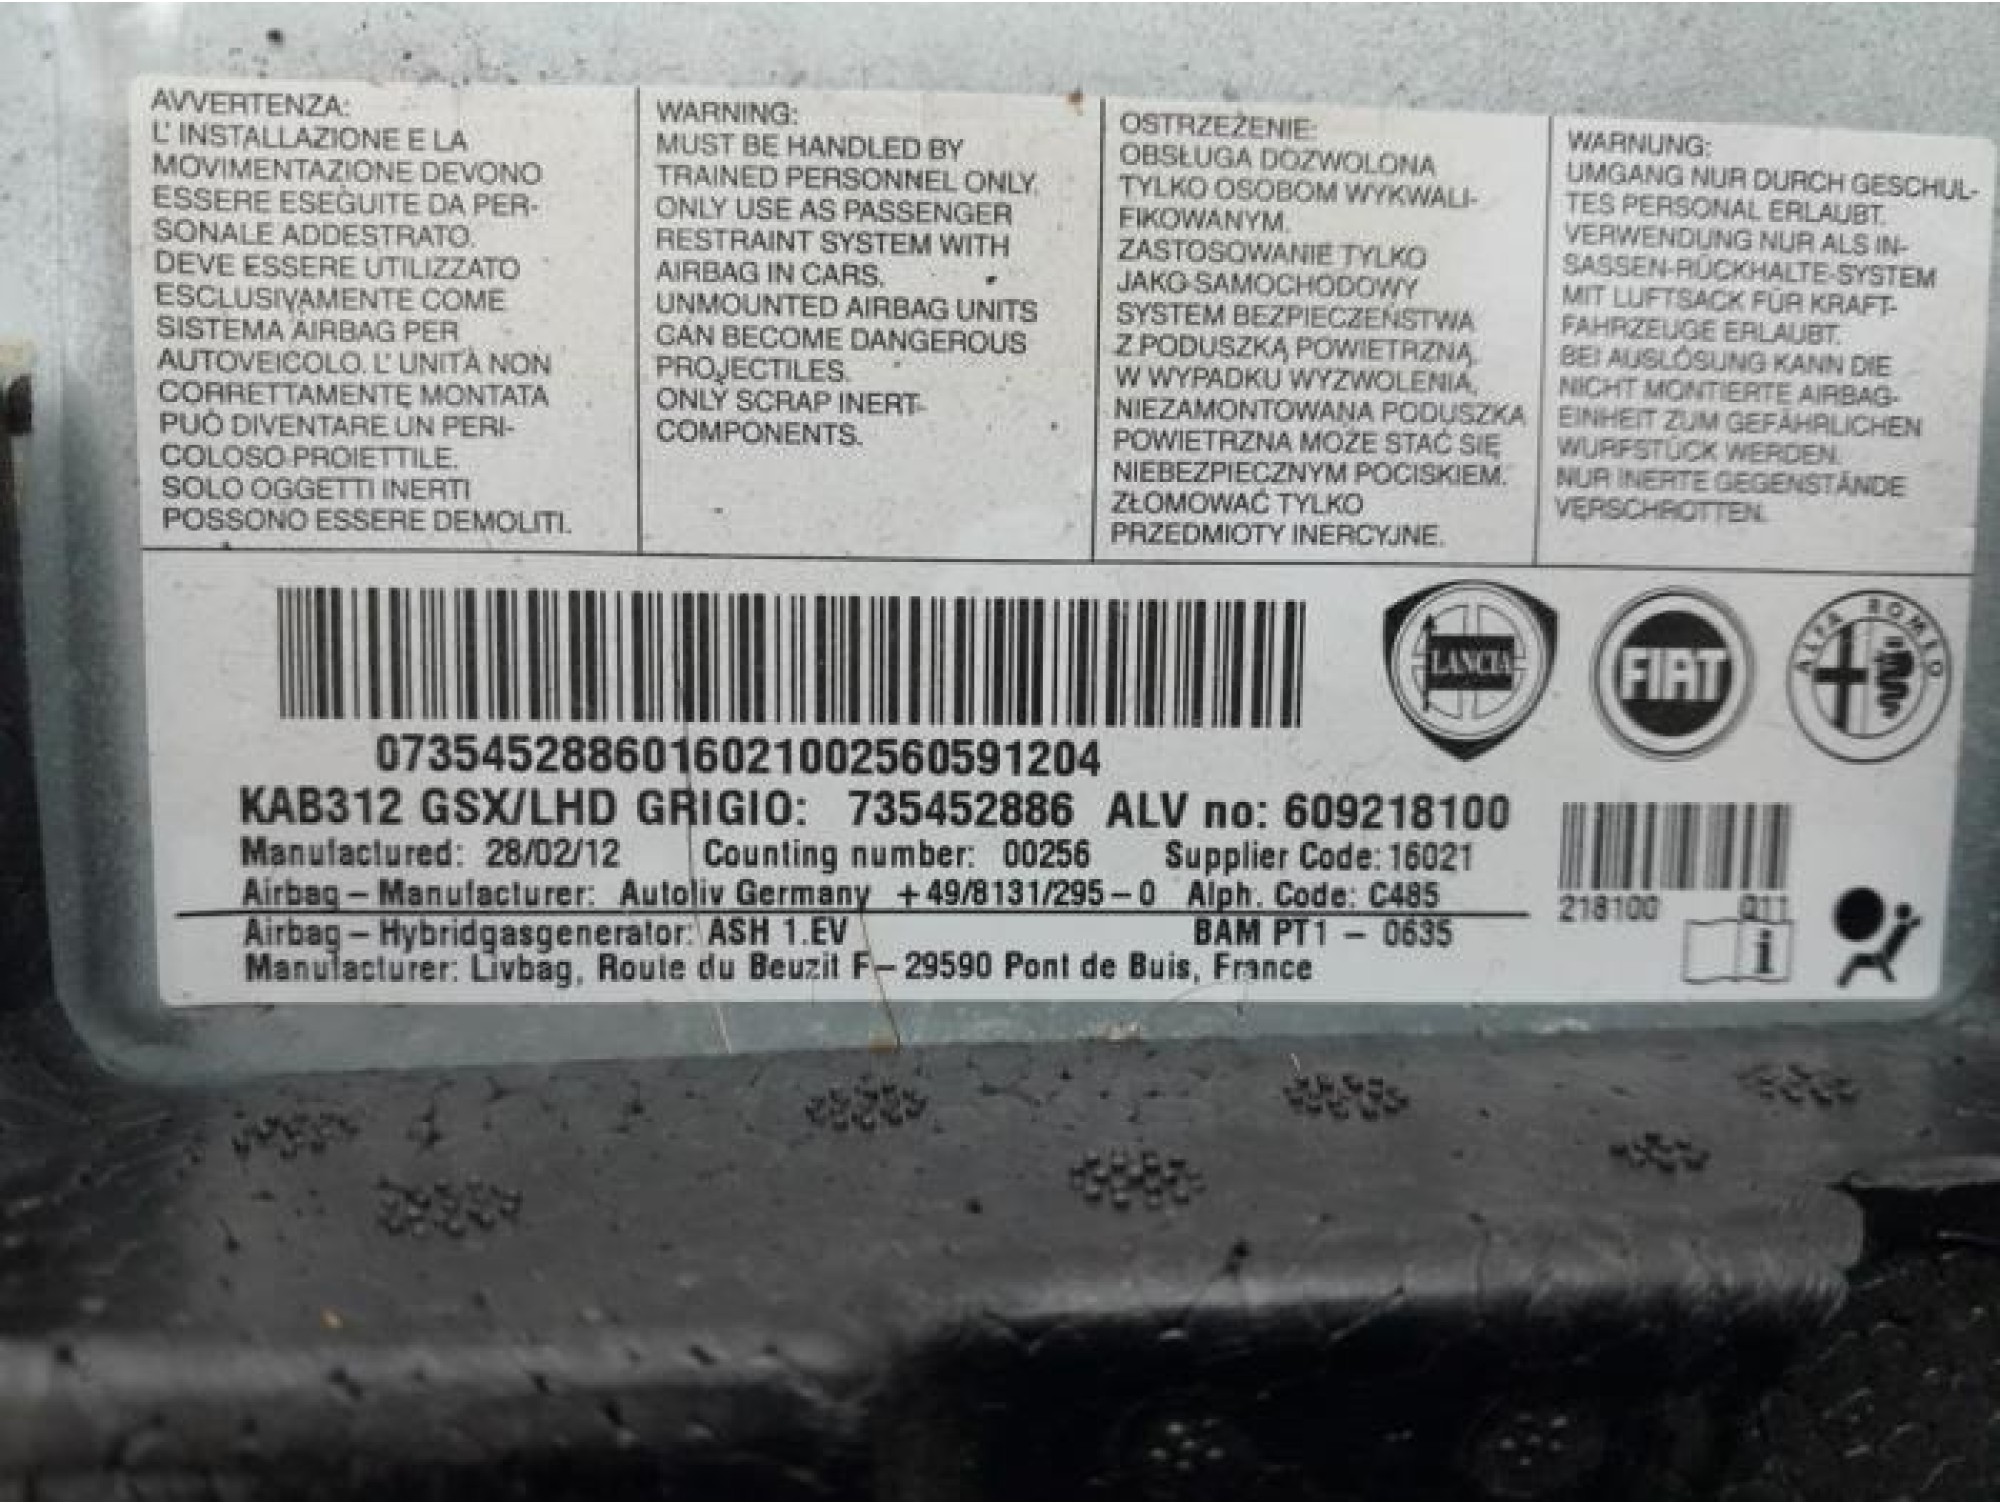 AVVERTENZA:
L' INSTALLAZIONE E LA
MOVIMENTAZIONE DEVONO
ESSERE ESEGUITE DA PER-
SONALE ADDESTRATO.
DEVE ESSERE UTILIZZATO
ESCLUSIVAMENTE COME
SISTEMA AIRBAG PER
AUTOVEICOLO. L' UNITÀ NON
CORRETTAMENTE MONTATA
PUÒ DIVENTARE UN PERI-
COLOSO PROIETTILE.
SOLO OGGETTI INERTI
POSSONO ESSERE DEMOLITI.
WARNING:
MUST BE HANDLED BY
TRAINED PERSONNEL ONLY.
ONLY USE AS PASSENGER
RESTRAINT SYSTEM WITH
AIRBAG IN CARS.
UNMOUNTED AIRBAG UNITS
CAN BECOME DANGEROUS
PROJECTILES.
ONLY SCRAP INERT
COMPONENTS.
OSTRZEŻENIE:
OBSŁUGA DOZWOLONA
TYLKO OSOBOM WYKWALI-
FIKOWANYM.
ZASTOSOWANIE TYLKO
JAKO SAMOCHODOWY
SYSTEM BEZPIECZEŃSTWA
Z PODUSZKĄ POWIETRZNĄ.
W WYPADKU WYZWOLENIA,
NIEZAMONTOWANA PODUSZKA
POWIETRZNA MOŻE STAĆ SIĘ
NIEBEZPIECZNYM POCISKIEM.
ZŁOMOWAĆ TYLKO
PRZEDMIOTY INERCYJNE.
WARNUNG:
UMGANG NUR DURCH GESCHUL-
TES PERSONAL ERLAUBT.
VERWENDUNG NUR ALS IN-
SASSEN-RÜCKHALTE-SYSTEM
MIT LUFTSACK FÜR KRAFT-
FAHRZEUGE ERLAUBT.
BEI AUSLÖSUNG KANN DIE
NICHT MONTIERTE AIRBAG-
EINHEIT ZUM GEFÄHRLICHEN
WURFSTÜCK WERDEN.
NUR INERTE GEGENSTÄNDE
VERSCHROTTEN.
LANCIA
FIAT
ALFA ROMEO
07354528860160210025605 91204
KAB312 GSX/LHD GRIGIO: 735452886 ALV no: 609218100
Manufactured: 28/02/12 Counting number: 00256 Supplier Code: 16021
Airbag – Manufacturer: Autoliv Germany +49/8131/295-0 Alph. Code: C485
218100 011
Airbag – Hybridgasgenerator: ASH 1.EV BAM PT1 – 0635
Manufacturer: Livbag, Route du Beuzit F – 29590 Pont de Buis, France
i